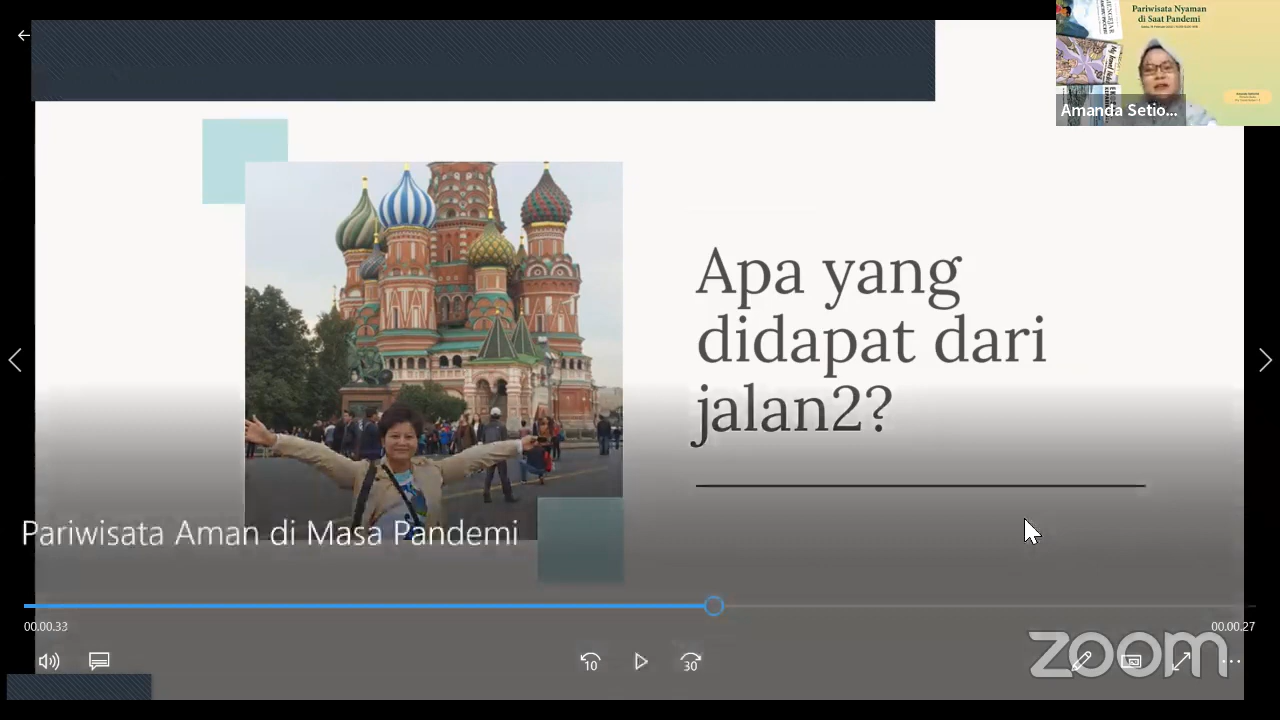 Pariwisata Nyaman
di Saat Pandemi
Amanda Setio...
Apa yang
didapat dari
jalan2?
Pariwisata Aman di Masa Pandemi
00.00.33
00.00.27
10
30
zoom